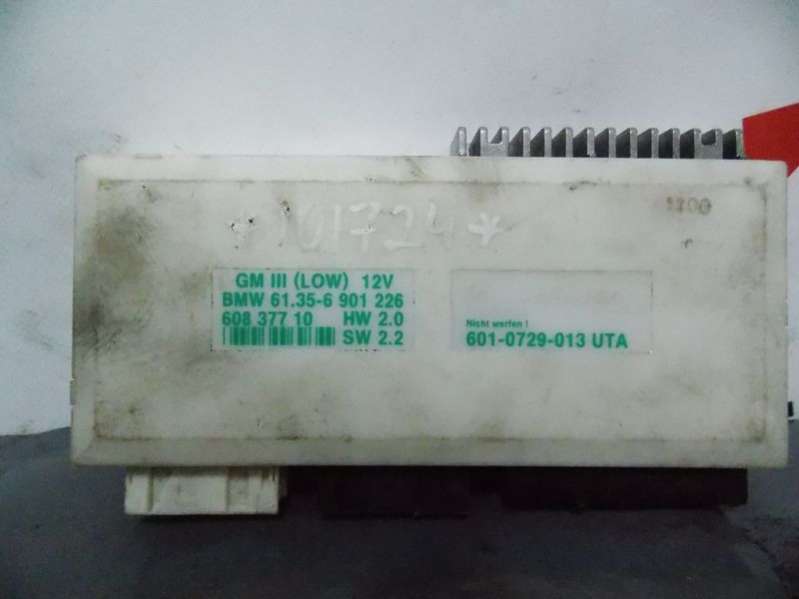 *101724*
GM III (LOW) 12V
BMW 61.35-6 901 226
608 377 10 HW 2.0
SW 2.2
Nicht werfen !
601-0729-013 UTA